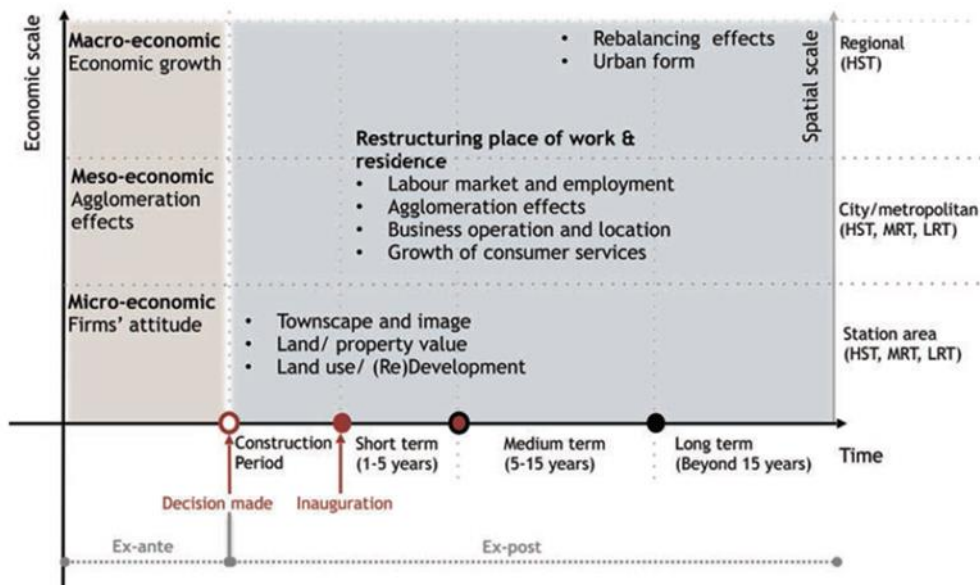 Economic scale
Macro-economic
Economic growth
• Rebalancing effects
• Urban form
Spatial scale
Regional
(HST)
Meso-economic
Agglomeration
effects
Restructuring place of work &
residence
• Labour market and employment
• Agglomeration effects
• Business operation and location
• Growth of consumer services
City/metropolitan
(HST, MRT, LRT)
Micro-economic
Firms' attitude
• Townscape and image
• Land/ property value
• Land use/ (Re)Development
Station area
(HST, MRT, LRT)
Construction
Period
Short term
(1-5 years)
Medium term
(5-15 years)
Long term
(Beyond 15 years)
Time
Decision made
Inauguration
Ex-ante
Ex-post